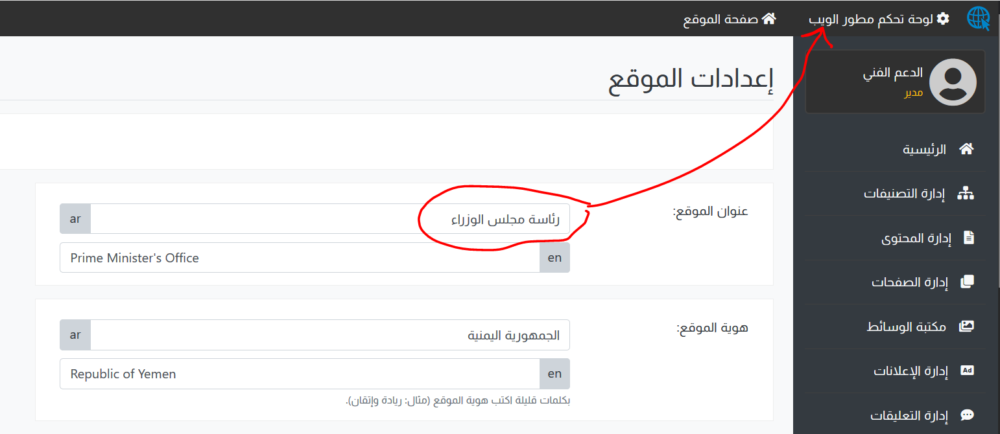 لوحة تحكم مطور الويب
صفحة الموقع
الدعم الفني
مدير
الرئيسية
إدارة التصنيفات
إدارة المحتوى
إدارة الصفحات
مكتبة الوسائط
Ad
إدارة الإعلانات
إدارة التعليقات
إعدادات الموقع
عنوان الموقع:
رئاسة مجلس الوزراء
ar
en
Prime Minister's Office
هوية الموقع:
الجمهورية اليمنية
ar
en
Republic of Yemen
بكلمات قليلة اكتب هوية الموقع (مثال: ريادة وإتقان).